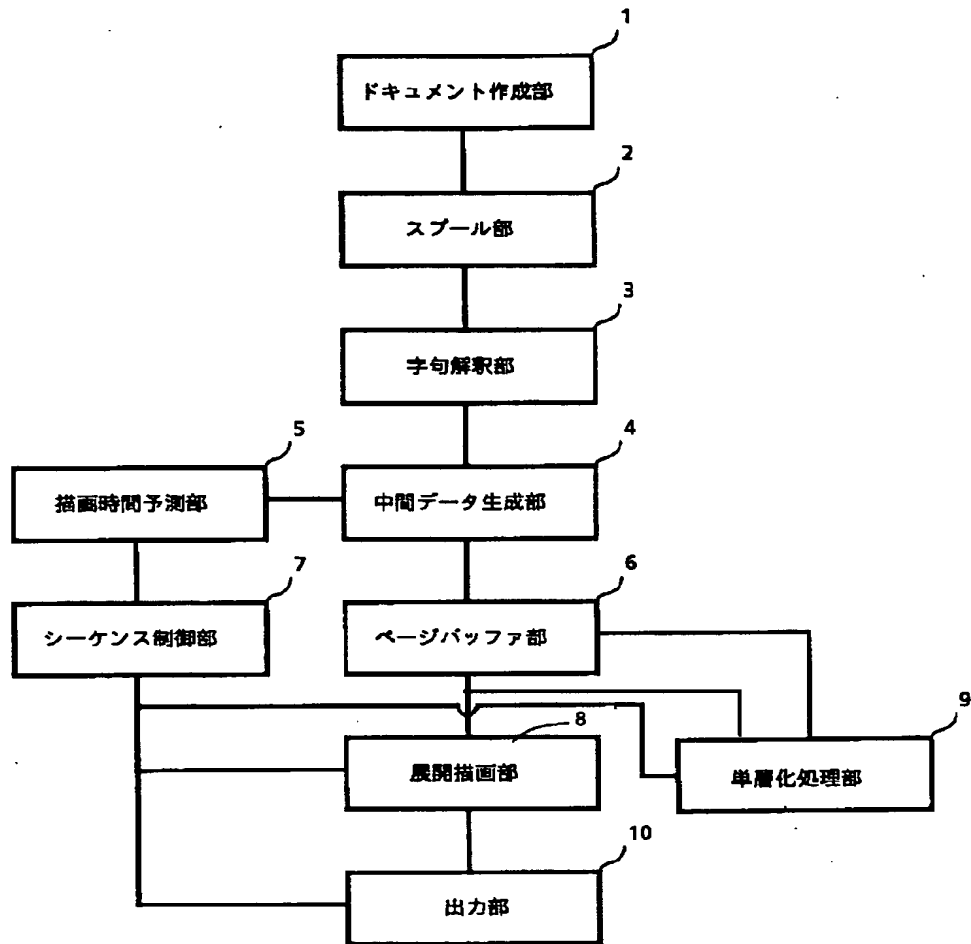 1
ドキュメント作成部
2
スプール部
3
字句解釈部
5
4
描画時間予測部
中間データ生成部
7
6
シーケンス制御部
ページバッファ部
8
9
展開描画部
単層化処理部
10
出力部